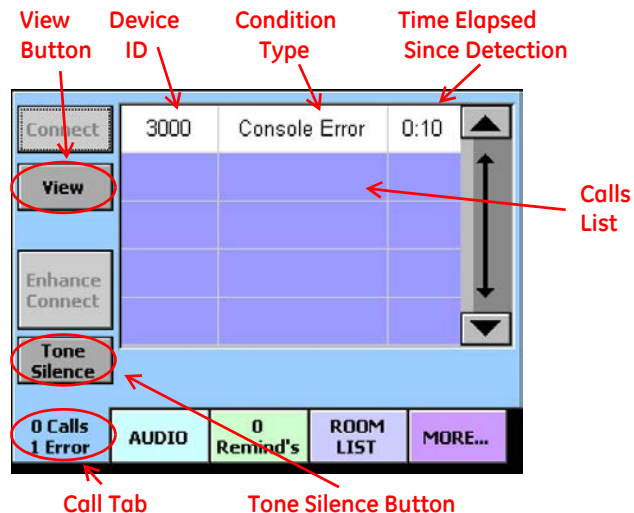 View
Button
Device
ID
Condition
Type
Time Elapsed
Since Detection
Connect
3000
Console Error
0:10
View
Calls
List
Enhance
Connect
Tone
Silence
0 Calls
1 Error
AUDIO
0
Remind's
ROOM
LIST
MORE...
Call Tab
Tone Silence Button